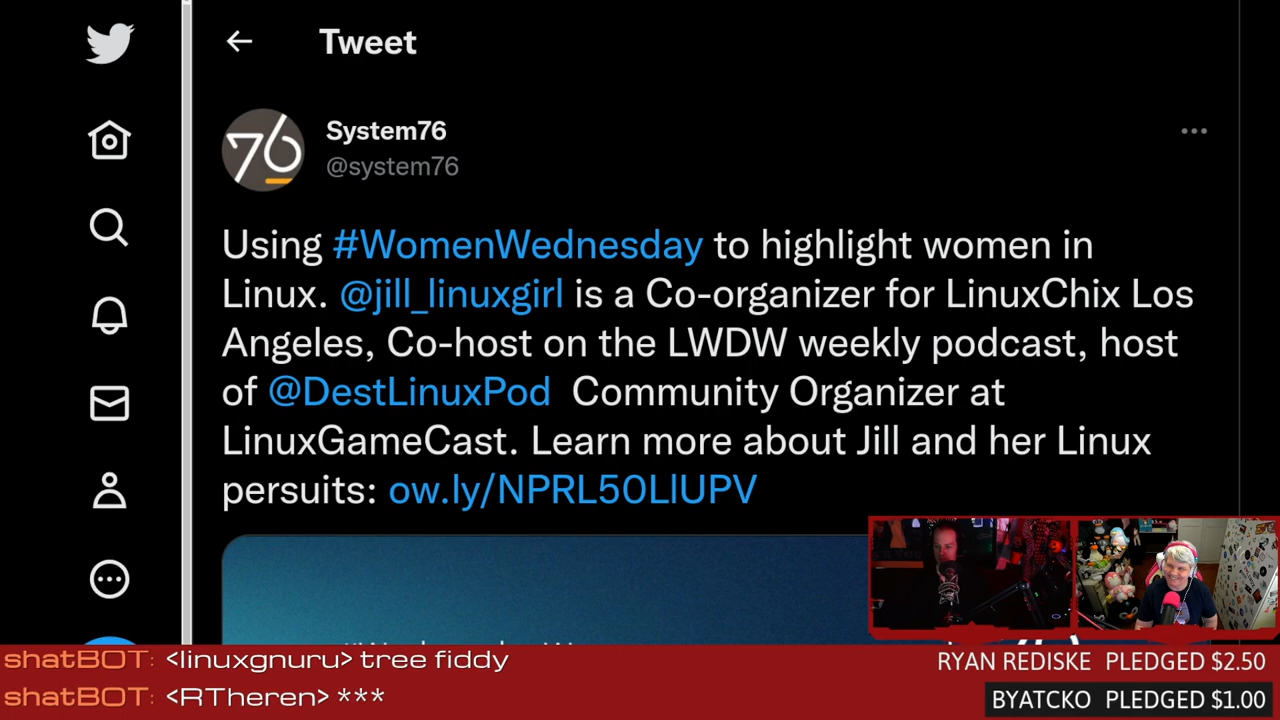 Tweet
76
System76
@system76
Using #WomenWednesday to highlight women in
Linux. @jill_linuxgirl is a Co-organizer for LinuxChix Los
Angeles, Co-host on the LWDW weekly podcast, host
of @DestLinuxPod Community Organizer at
LinuxGameCast. Learn more about Jill and her Linux
persuits: ow.ly/NPRL50LlUPV
shatBOT: <linuxgnuru> tree fiddy
shatBOT: <RTheren> ***
RYAN REDISKE PLEDGED $2.50
BYATCKO PLEDGED $1.00